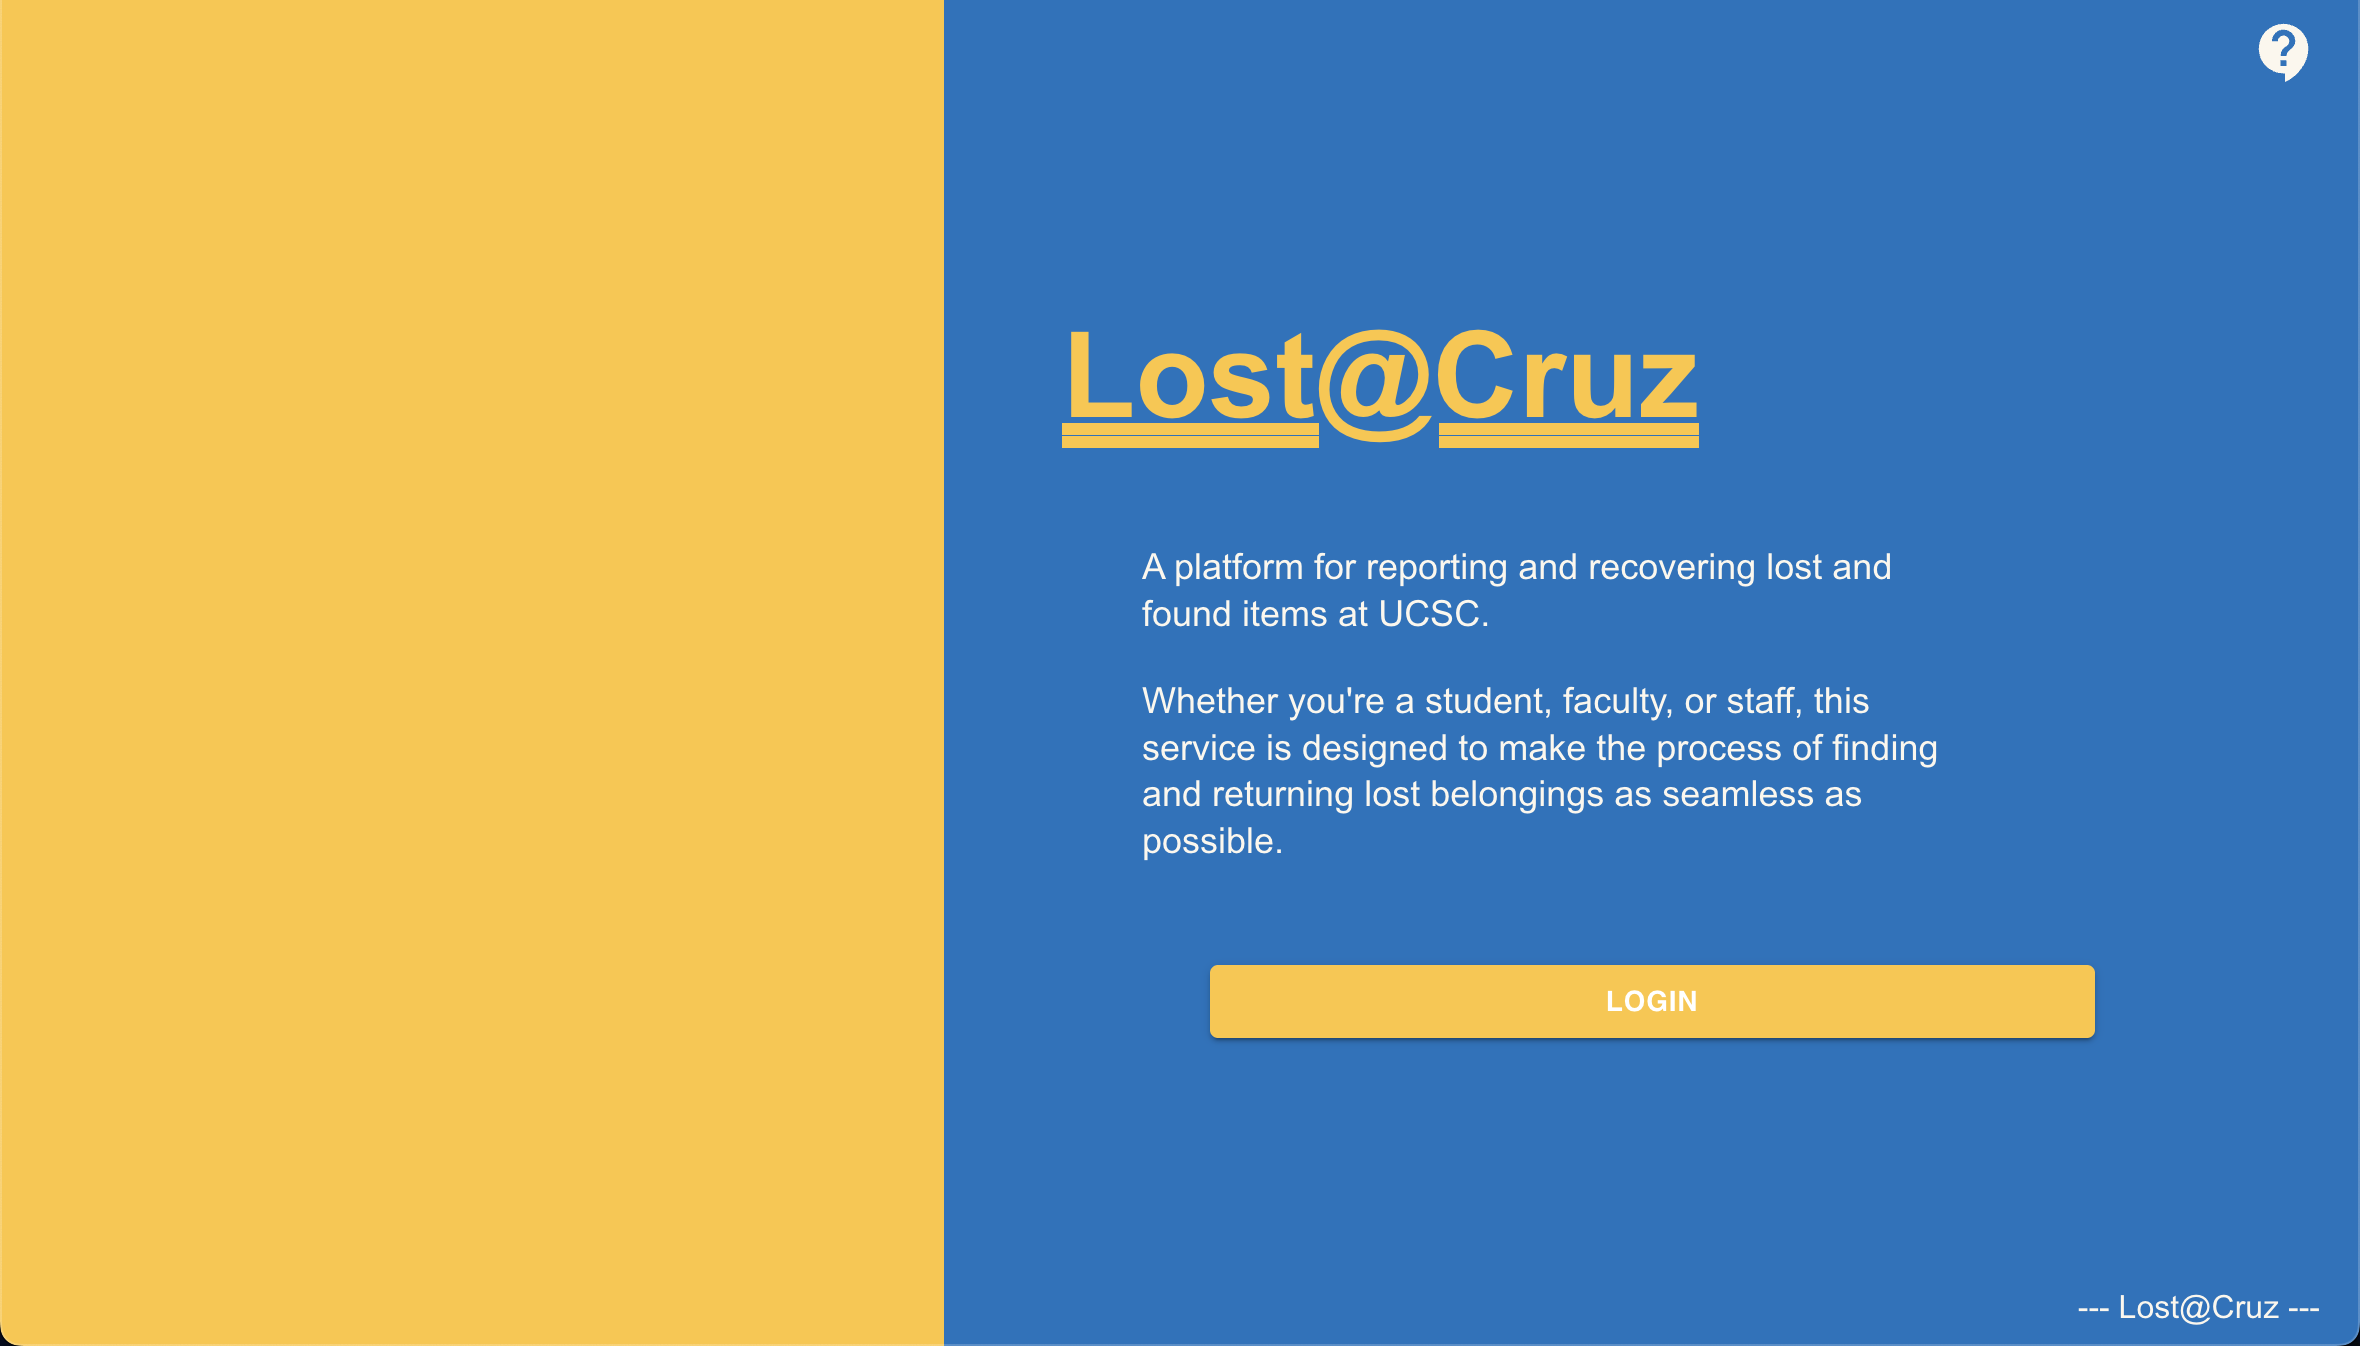 Lost@Cruz
A platform for reporting and recovering lost and
found items at UCSC.
Whether you're a student, faculty, or staff, this
service is designed to make the process of finding
and returning lost belongings as seamless as
possible.
LOGIN
--- Lost@Cruz ---